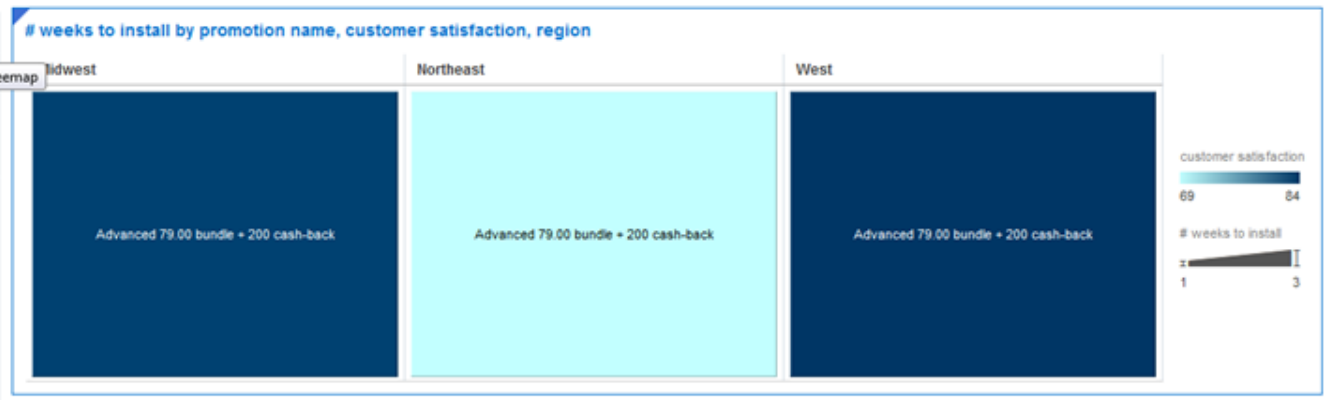 # weeks to install by promotion name, customer satisfaction, region
Northeast
West
Advanced 79.00 bundle + 200 cash-back
Advanced 79.00 bundle + 200 cash-back
Advanced 79.00 bundle + 200 cash-back
customer satisfaction
69 84
# weeks to install
1 3